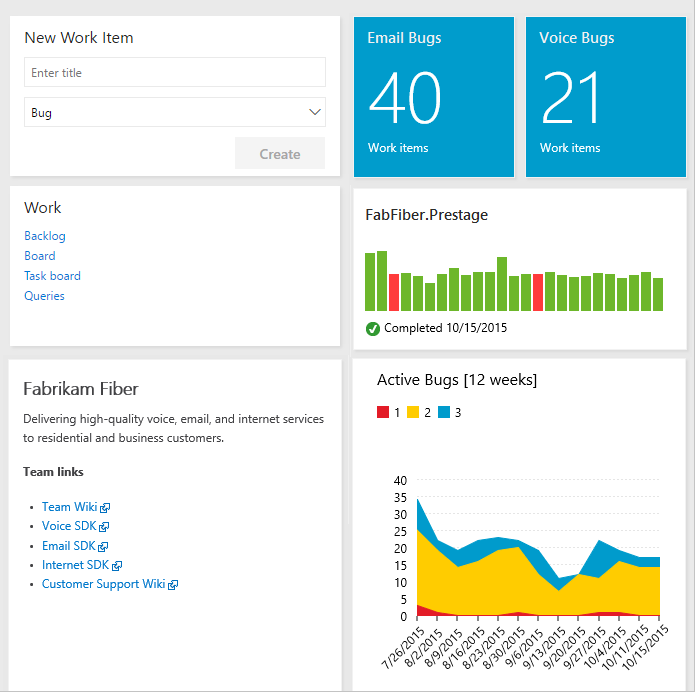 New Work Item
Enter title
Bug
Create
Email Bugs
40
Work items
Voice Bugs
21
Work items
Work
Backlog
Board
Task board
Queries
FabFiber.Prestage
Completed 10/15/2015
Fabrikam Fiber
Delivering high-quality voice, email, and internet services
to residential and business customers.
Team links
Team Wiki
Voice SDK
Email SDK
Internet SDK
Customer Support Wiki
Active Bugs [12 weeks]
1 2 3
40
35
30
25
20
15
10
5
0
7/26/2015
8/2/2015
8/9/2015
8/16/2015
8/23/2015
8/30/2015
9/6/2015
9/13/2015
9/20/2015
9/27/2015
10/4/2015
10/11/2015
10/15/2015